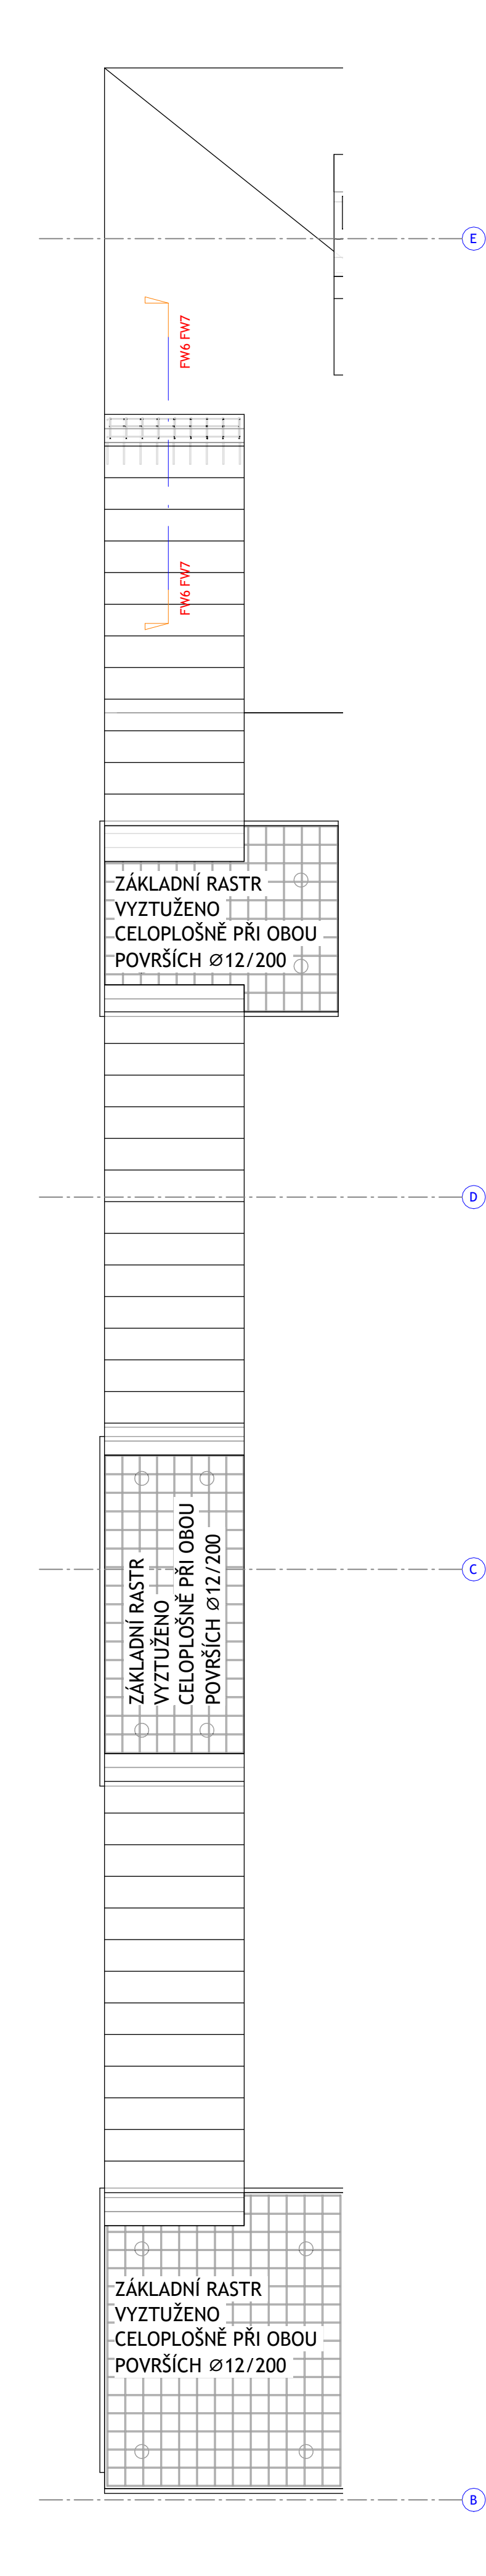 E
FW6 FW7
FW6 FW7
ZÁKLADNÍ RASTR
VYZTUŽENO
CELOPLOŠNĚ PŘI OBOU
POVRŠÍCH ⌀12/200
D
ZÁKLADNÍ RASTR
VYZTUŽENO
CELOPLOŠNĚ PŘI OBOU
POVRŠÍCH ⌀12/200
C
ZÁKLADNÍ RASTR
VYZTUŽENO
CELOPLOŠNĚ PŘI OBOU
POVRŠÍCH ⌀12/200
B